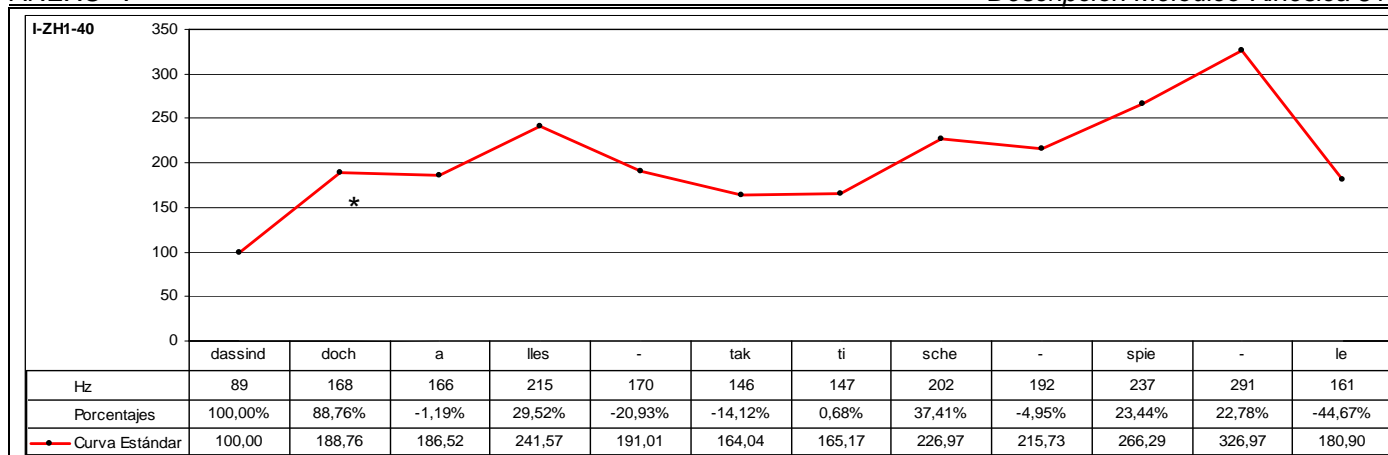 I-ZH1-40
350
300
250
200
150
*
100
50
0
dassind doch a lles - tak ti sche - spie - le
Hz 89 168 166 215 170 146 147 202 192 237 291 161
Porcentajes 100,00% 88,76% -1,19% 29,52% -20,93% -14,12% 0,68% 37,41% -4,95% 23,44% 22,78% -44,67%
Curva Estándar 100,00 188,76 186,52 241,57 191,01 164,04 165,17 226,97 215,73 266,29 326,97 180,90